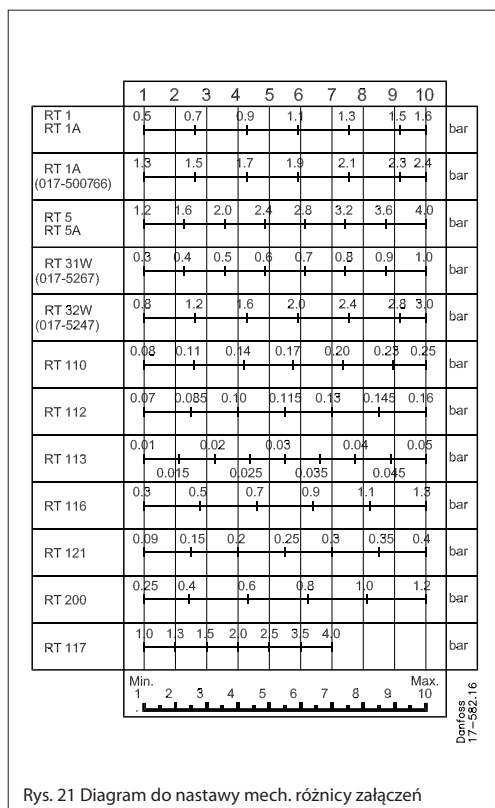 1 2 3 4 5 6 7 8 9 10
RT 1
RT 1A
0.5 0.7 0.9 1.1 1.3 1.5 1.6
bar
RT 1A
(017-500766)
1.3 1.5 1.7 1.9 2.1 2.3 2.4
bar
RT 5
RT 5A
1.2 1.6 2.0 2.4 2.8 3.2 3.6 4.0
bar
RT 31W
(017-5267)
0.3 0.4 0.5 0.6 0.7 0.8 0.9 1.0
bar
RT 32W
(017-5247)
0.8 1.2 1.6 2.0 2.4 2.8 3.0
bar
RT 110
0.08 0.11 0.14 0.17 0.20 0.23 0.25
bar
RT 112
0.07 0.085 0.10 0.115 0.13 0.145 0.16
bar
RT 113
0.01 0.02 0.03 0.04 0.05
0.015 0.025 0.035 0.045
bar
RT 116
0.3 0.5 0.7 0.9 1.1 1.3
bar
RT 121
0.09 0.15 0.2 0.25 0.3 0.35 0.4
bar
RT 200
0.25 0.4 0.6 0.8 1.0 1.2
bar
RT 117
1.0 1.3 1.5 2.0 2.5 3.5 4.0
bar
Min. Max.
1 2 3 4 5 6 7 8 9 10
Danfoss
17-582.16
Rys. 21 Diagram do nastawy mech. różnicy załączeń